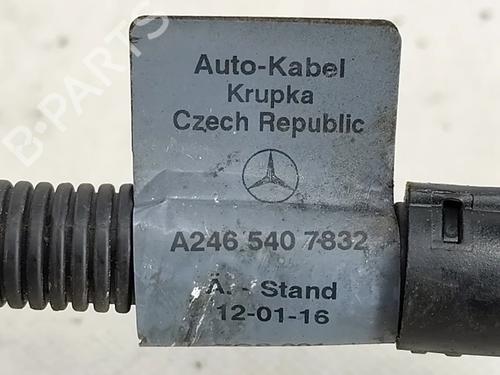 Auto-Kabel
Krupka
Czech Republic
A246 540 7832
Ä - Stand
12-01-16
B-PARTS